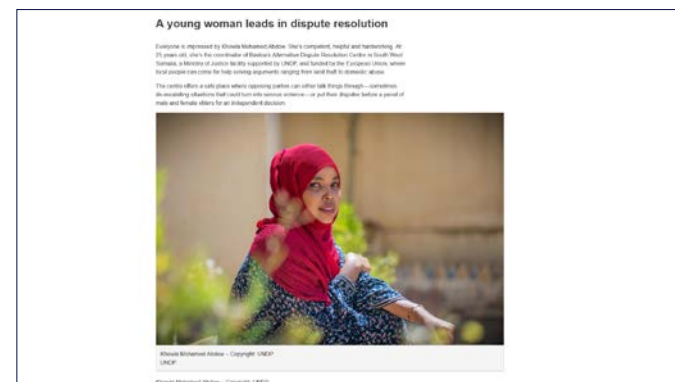 A young woman leads in dispute resolution
Everyone is impressed by Khowla Mohamed Abdow. She's competent, helpful and hardworking. At
25 years old, she's the coordinator of Baidoa's Alternative Dispute Resolution Centre in South West
Somalia, a Ministry of Justice facility supported by UNDP, and funded by the European Union, where
local people can come for help solving arguments ranging from land theft to domestic abuse.
The centre offers a safe place where opposing parties can either talk things through—sometimes
de-escalating situations that could turn into serious violence—or put their dispute before a panel of
male and female elders for an independent decision.
Mohamed Abdow – Copyright: UNDP
UNDP
Mohamed Abdow – Copyright: UNDP